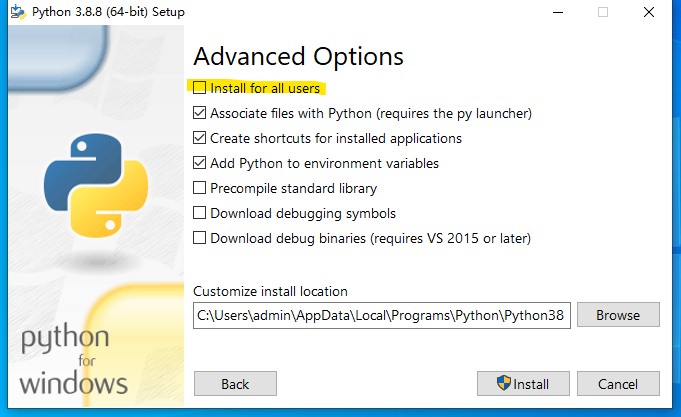 Python 3.8.8 (64-bit) Setup
Advanced Options
Install for all users
Associate files with Python (requires the py launcher)
Create shortcuts for installed applications
Add Python to environment variables
Precompile standard library
Download debugging symbols
Download debug binaries (requires VS 2015 or later)
Customize install location
C:\Users\admin\AppData\Local\Programs\Python\Python38
Browse
python
for
windows
Back
Install
Cancel